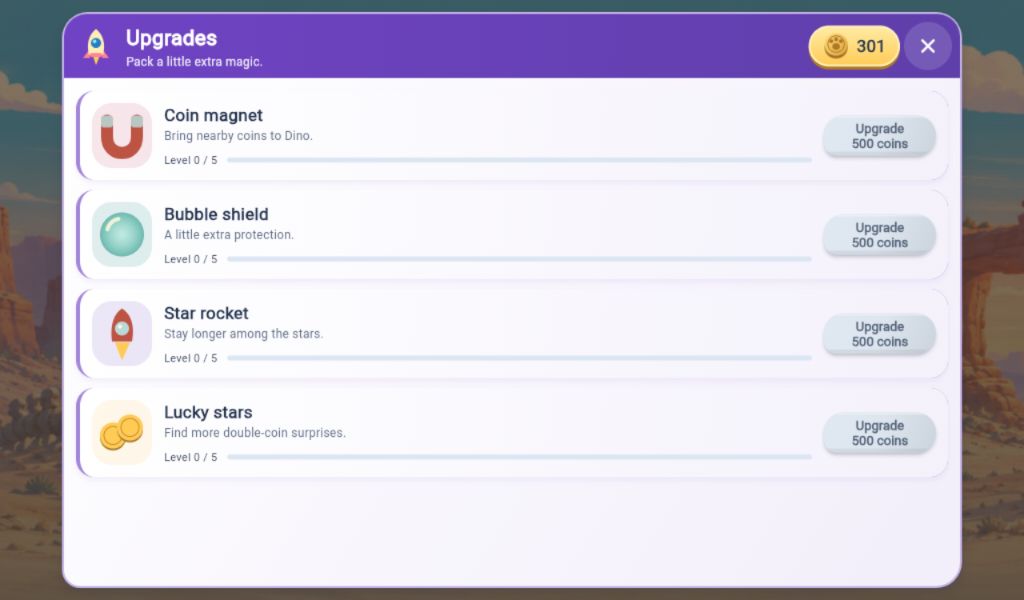 Upgrades
Pack a little extra magic.
301
Coin magnet
Bring nearby coins to Dino.
Level 0 / 5
Upgrade
500 coins
Bubble shield
A little extra protection.
Level 0 / 5
Upgrade
500 coins
Star rocket
Stay longer among the stars.
Level 0 / 5
Upgrade
500 coins
Lucky stars
Find more double-coin surprises.
Level 0 / 5
Upgrade
500 coins